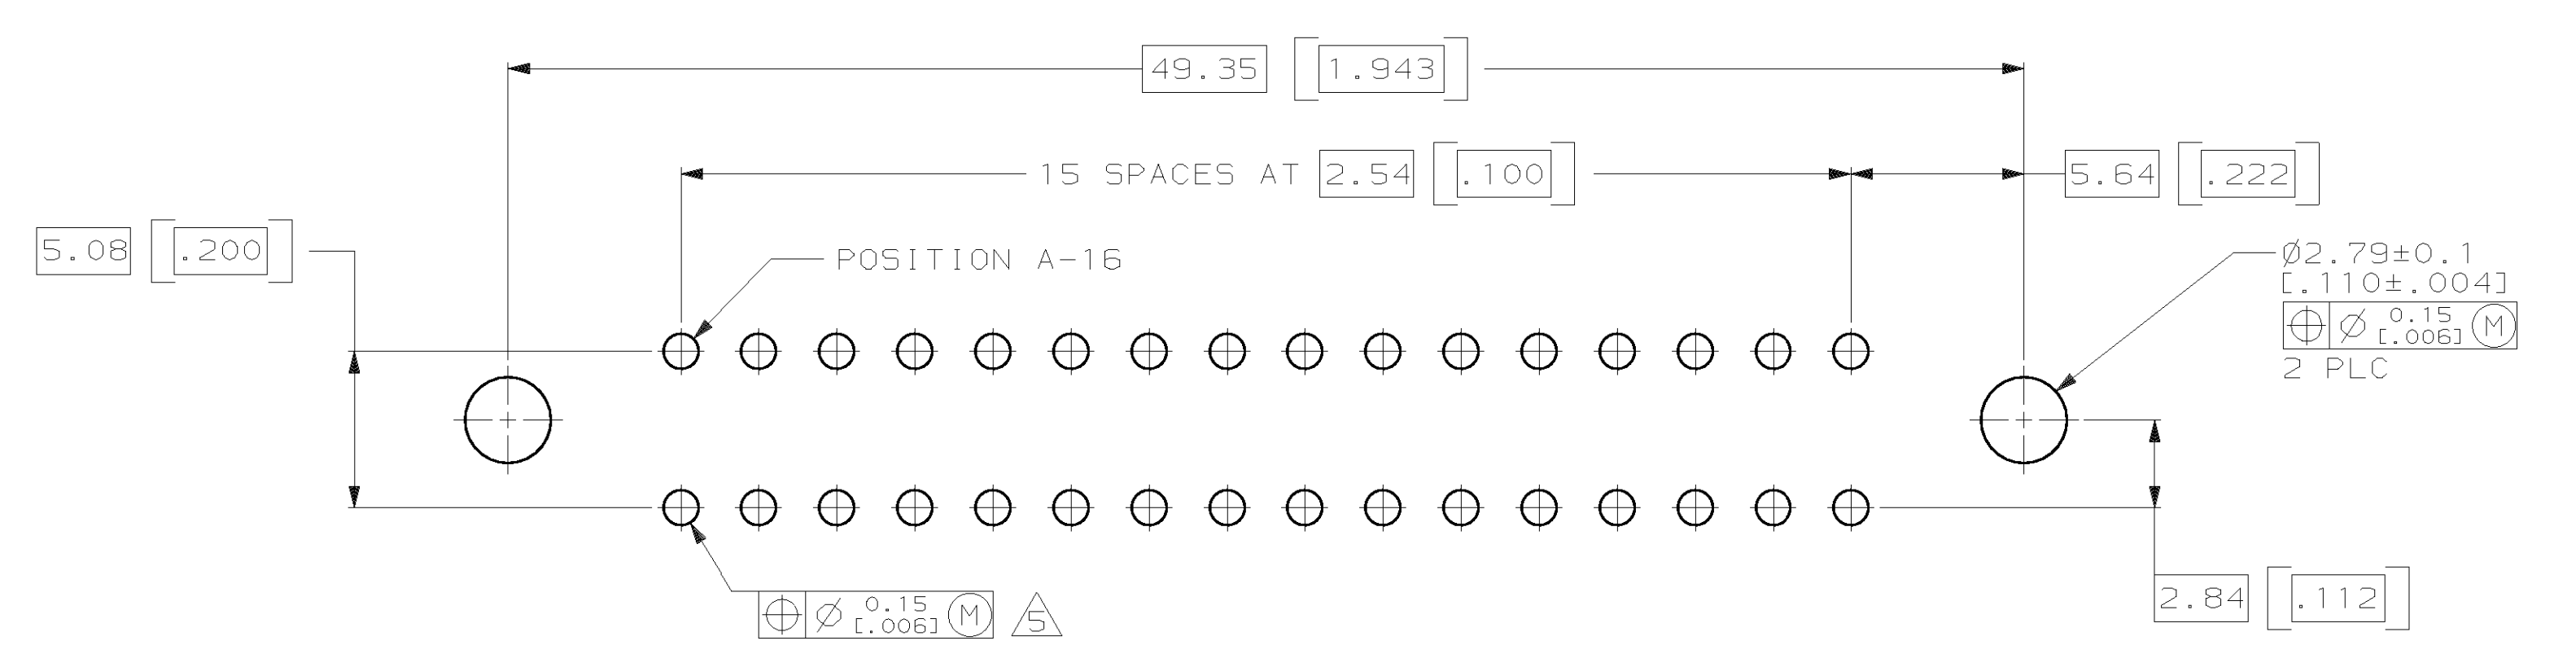 49.35 [1.943]
15 SPACES AT 2.54 [.100]
5.64 [.222]
5.08 [.200]
POSITION A-16
Ø2.79±0.1
[.110±.004]
⌖ Ø 0.15 Ⓜ
[.006]
2 PLC
⌖ Ø 0.15 Ⓜ 5
[.006]
2.84 [.112]